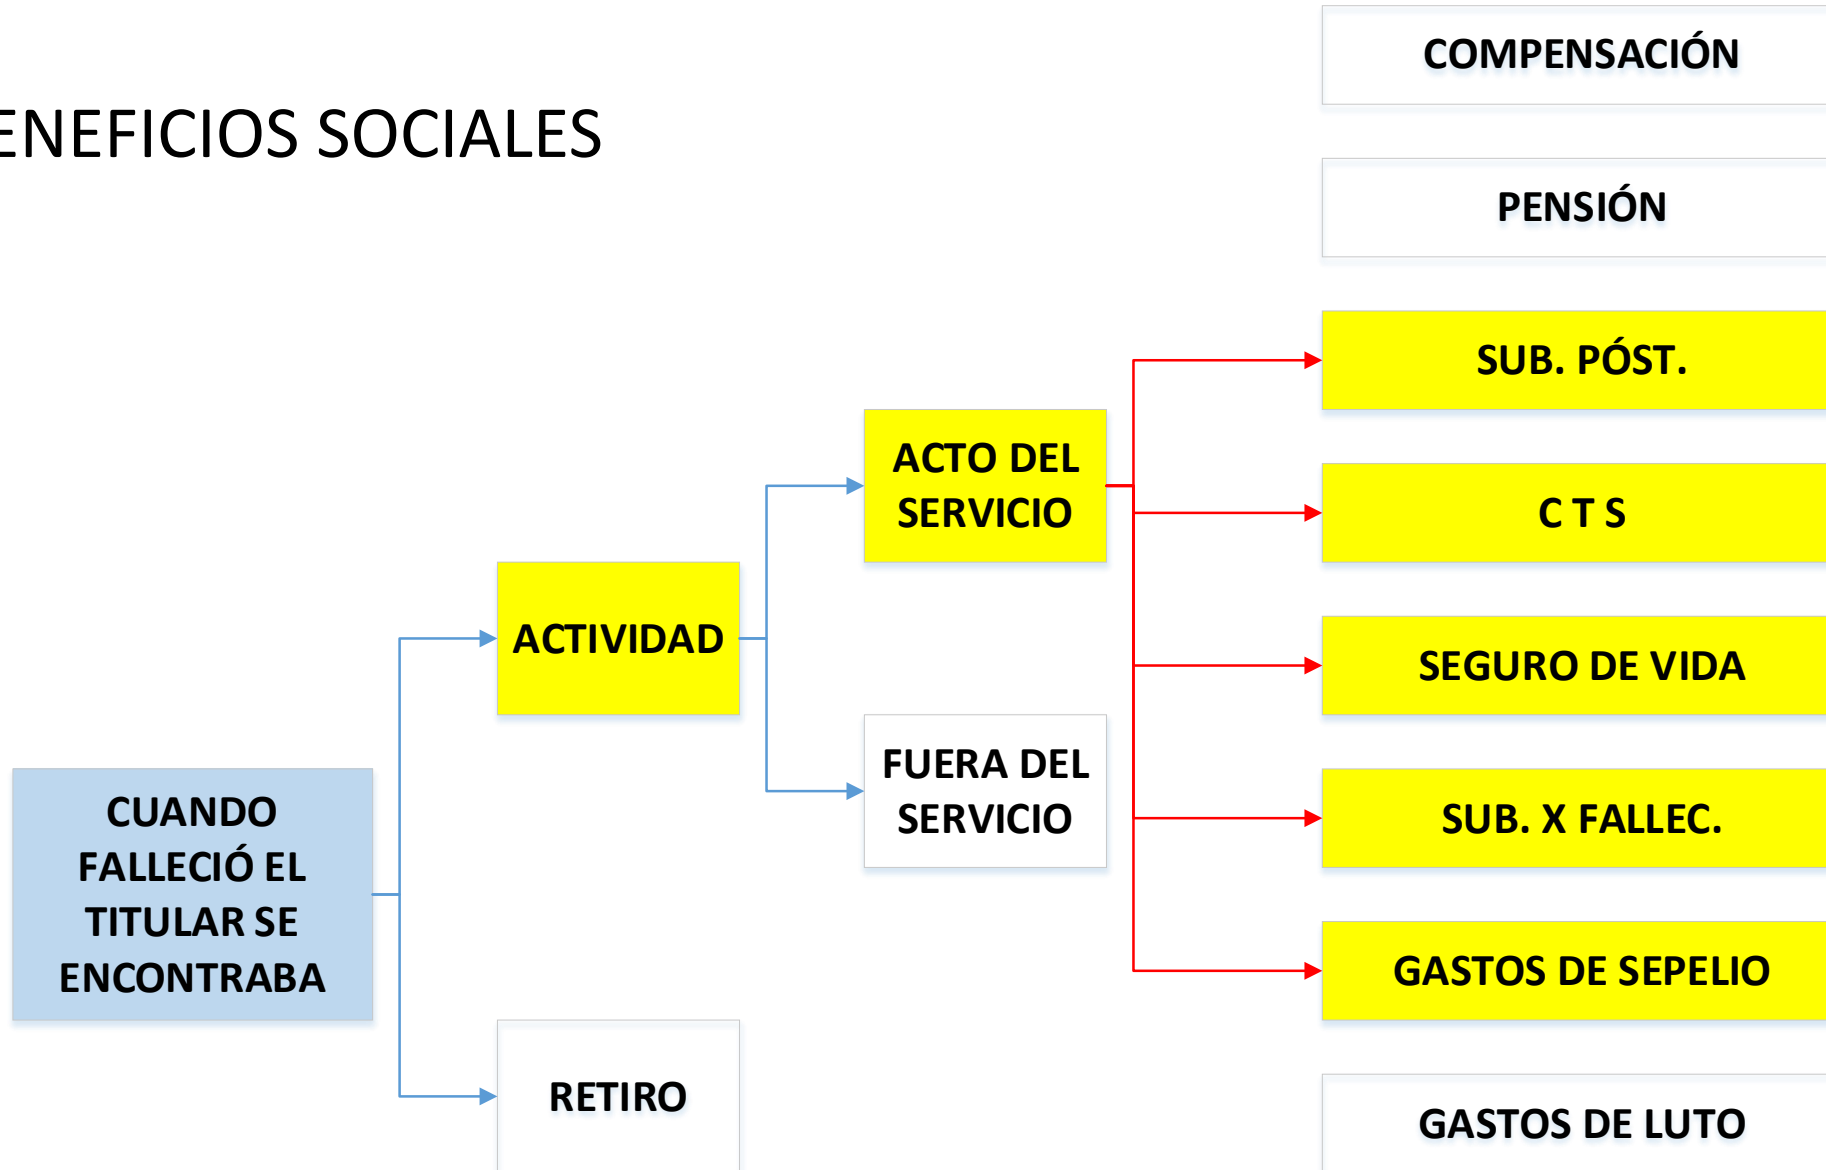 ENEFICIOS SOCIALES
CUANDO
FALLECIÓ EL
TITULAR SE
ENCONTRABA
ACTIVIDAD
RETIRO
ACTO DEL
SERVICIO
FUERA DEL
SERVICIO
COMPENSACIÓN
PENSIÓN
SUB. PÓST.
C T S
SEGURO DE VIDA
SUB. X FALLEC.
GASTOS DE SEPELIO
GASTOS DE LUTO